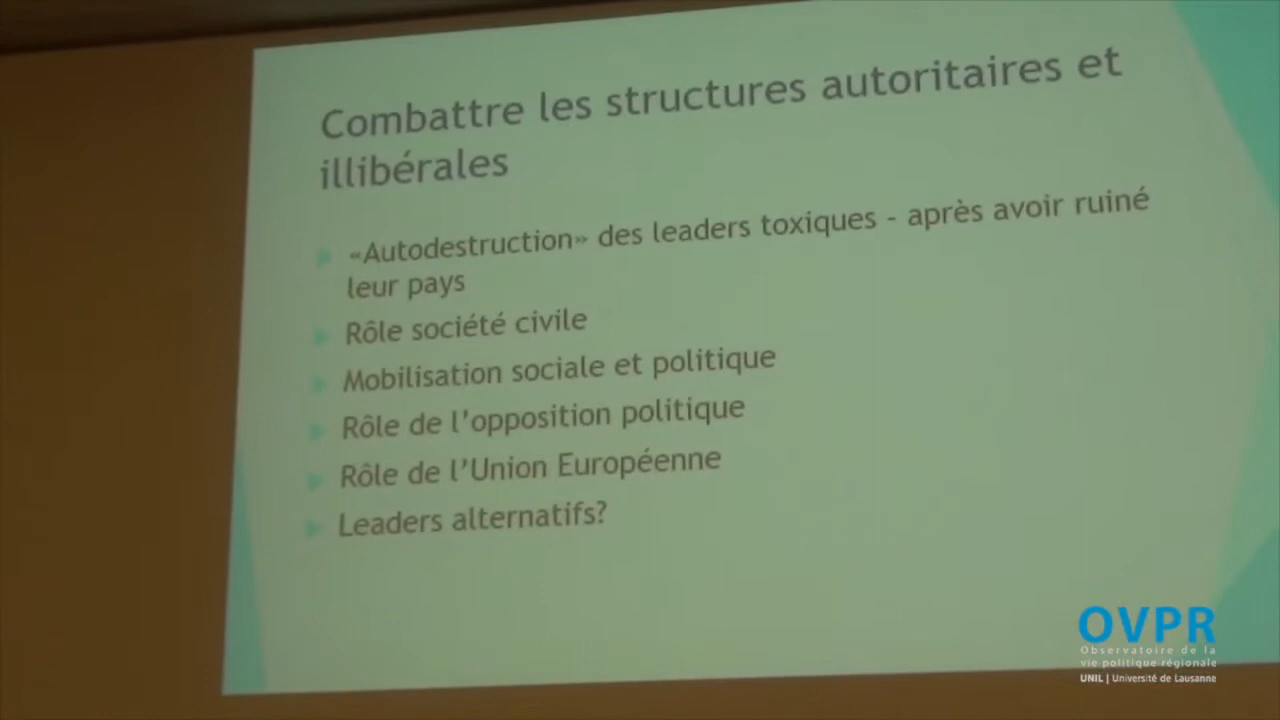 Combattre les structures autoritaires et
illibérales
«Autodestruction» des leaders toxiques - après avoir ruiné
leur pays
Rôle société civile
Mobilisation sociale et politique
Rôle de l'opposition politique
Rôle de l'Union Européenne
Leaders alternatifs?
OVPR
Observatoire de la
vie politique régionale
UNIL | Université de Lausanne